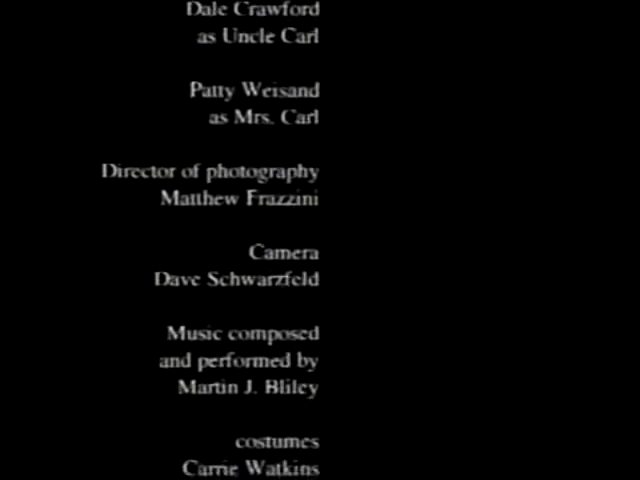 Dale Crawford
as Uncle Carl
Patty Weisand
as Mrs. Carl
Director of photography
Matthew Frazzini
Camera
Dave Schwarzfeld
Music composed
and performed by
Martin J. Bliley
costumes
Carrie Watkins